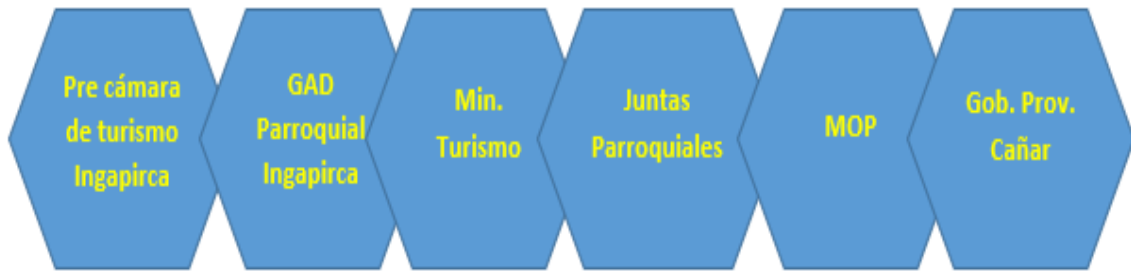 Pre cámara
de turismo
Ingapirca
GAD
Parroquial
Ingapirca
Min.
Turismo
Juntas
Parroquiales
MOP
Gob. Prov.
Cañar